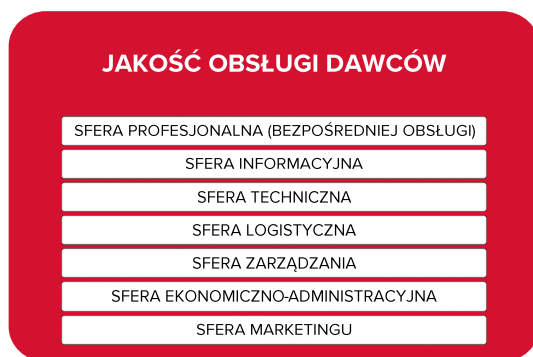 JAKOŚĆ OBSŁUGI DAWCÓW
SFERA PROFESJONALNA (BEZPOŚREDNIEJ OBSŁUGI)
SFERA INFORMACYJNA
SFERA TECHNICZNA
SFERA LOGISTYCZNA
SFERA ZARZĄDZANIA
SFERA EKONOMICZNO-ADMINISTRACYJNA
SFERA MARKETINGU